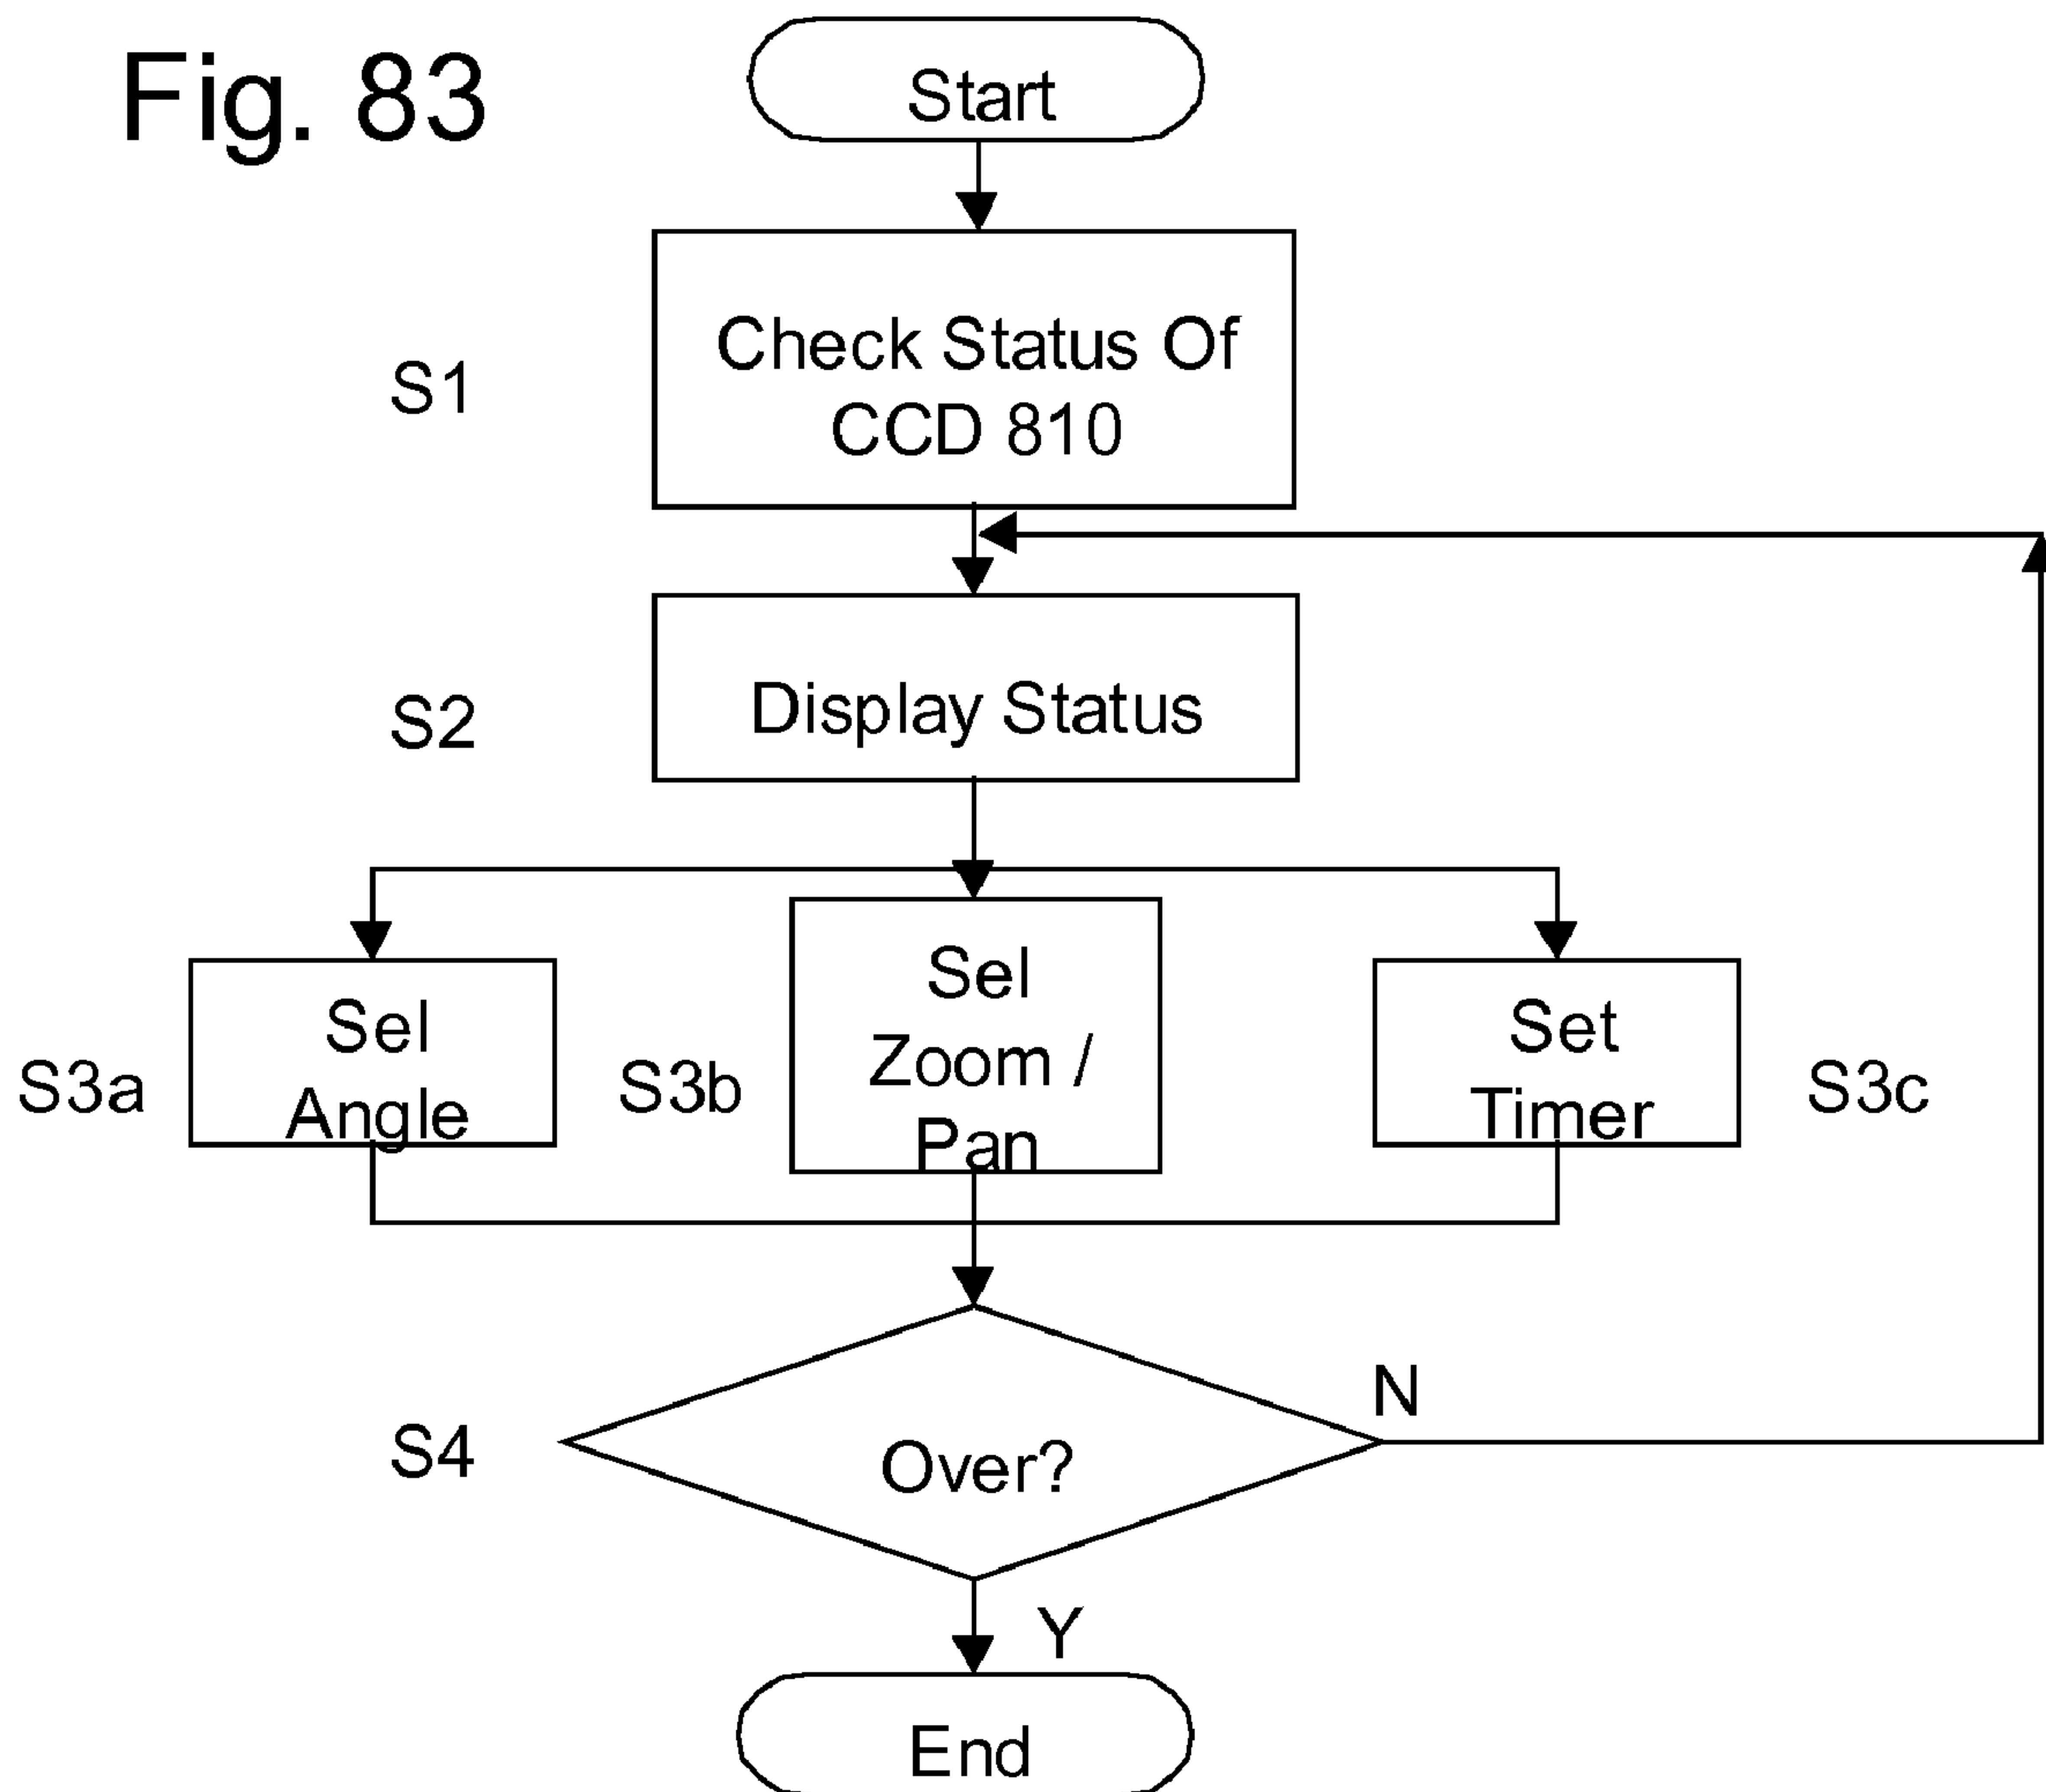 Fig. 83
Start
S1
Check Status Of
CCD 810
S2
Display Status
S3a
Sel
Angle
S3b
Sel
Zoom /
Pan
Set
Timer
S3c
S4
Over?
N
Y
End